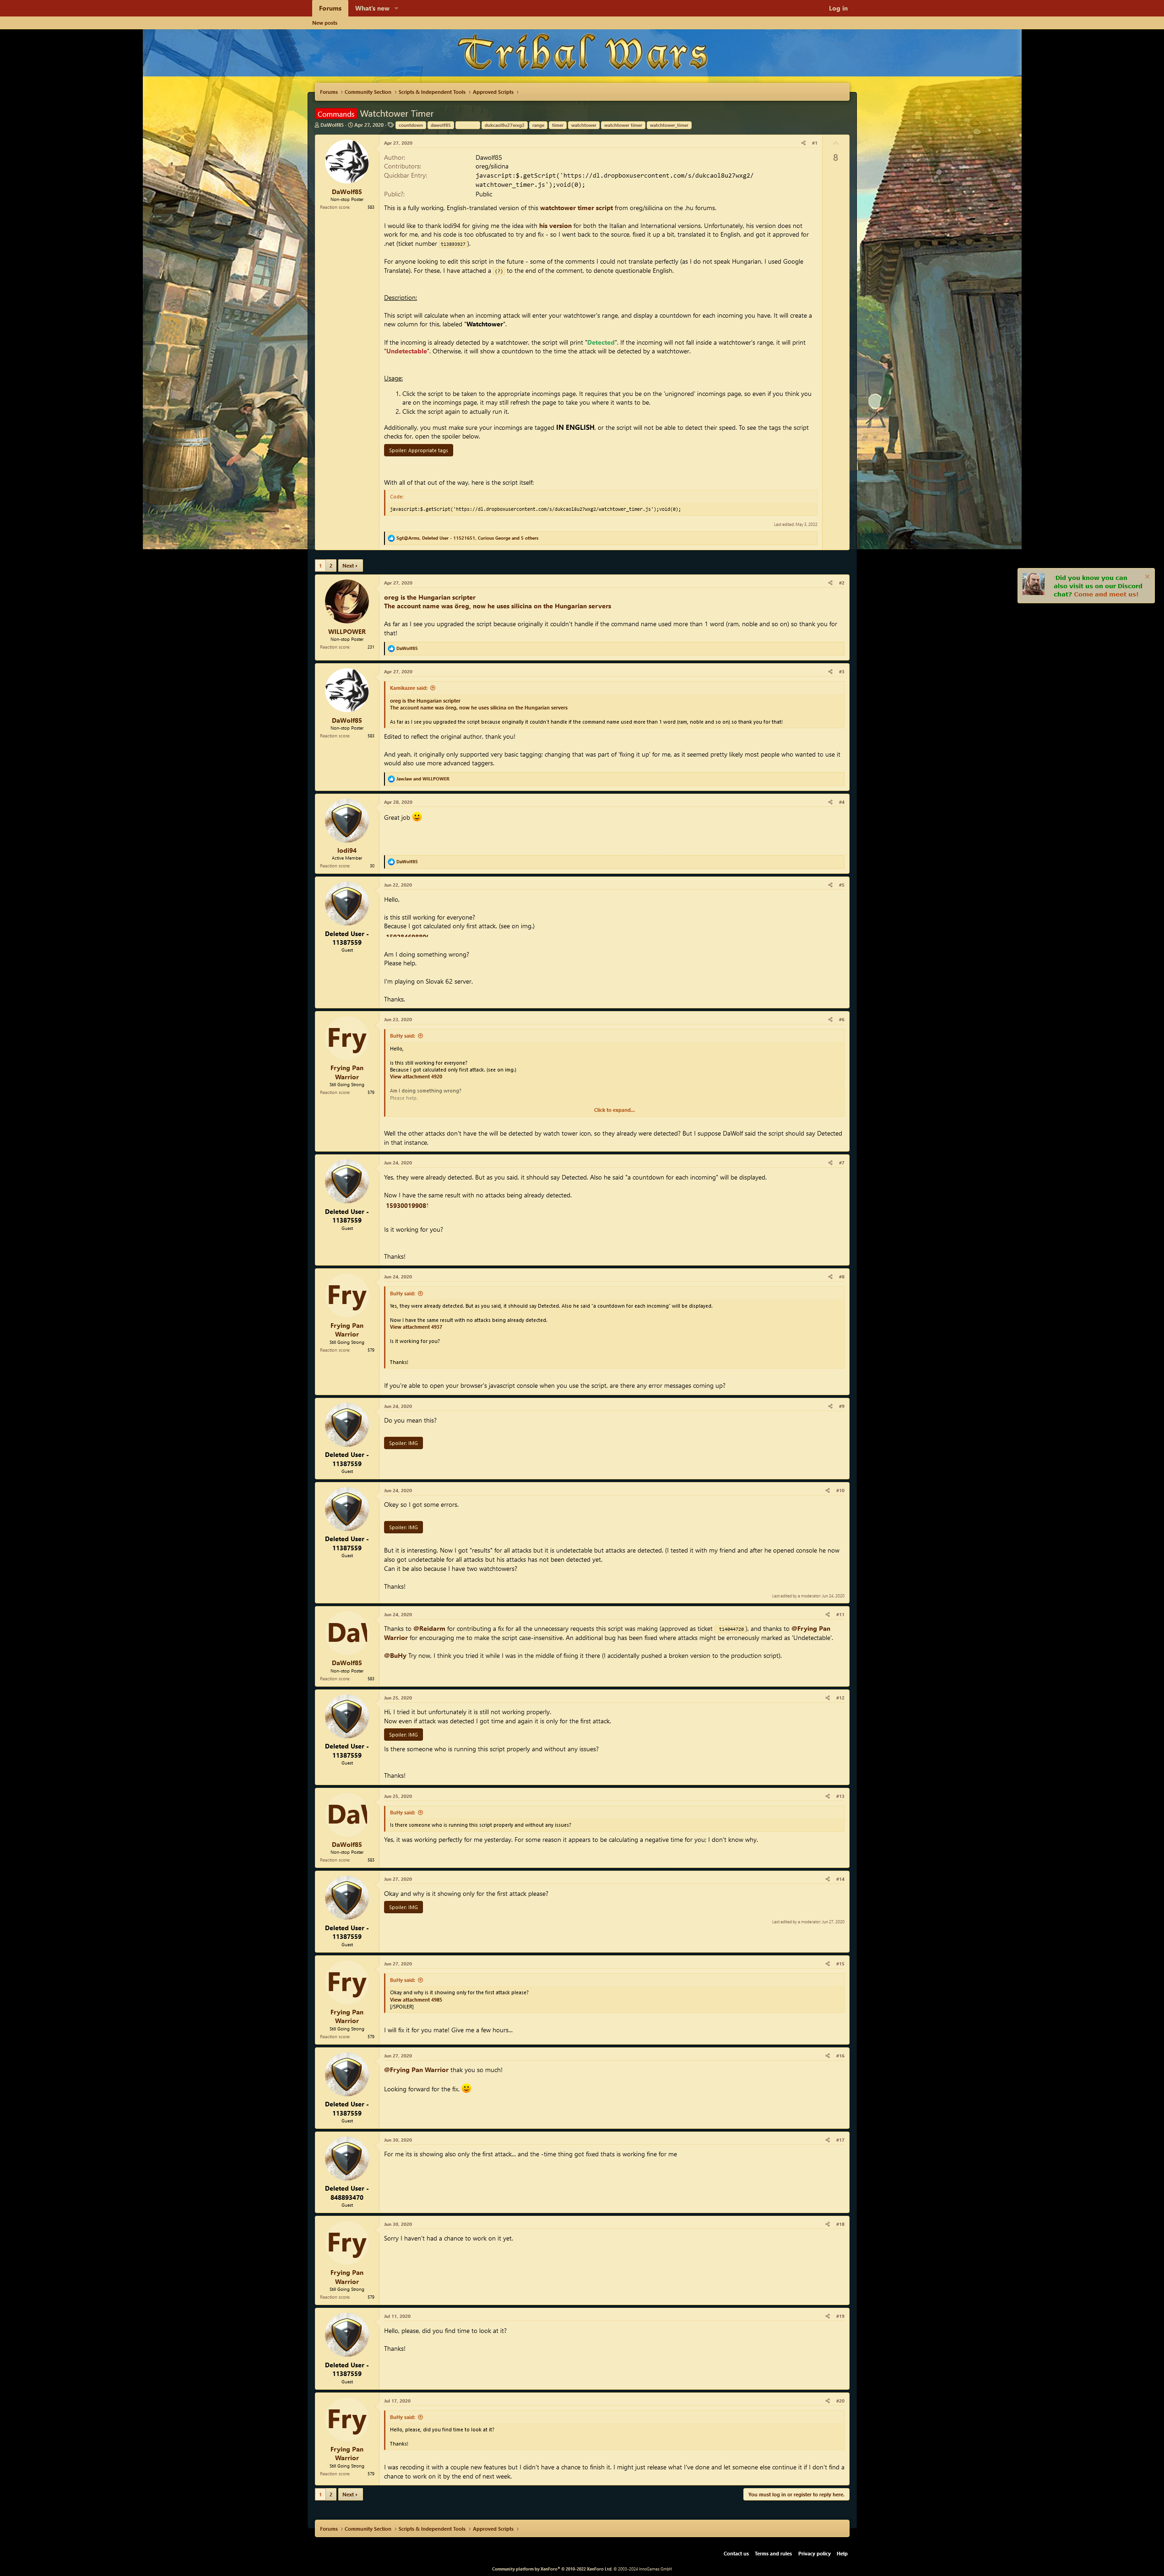 Forums
What's new
Log in
New posts
Tribal Wars
Forums
Community Section
Scripts & Independent Tools
Approved Scripts
Commands Watchtower Timer
DaWolf85 · Apr 27, 2020 ·
countdown
dawolf85
dukcaol8u27wxg2
range
timer
watchtower
watchtower timer
watchtower_timer
DaWolf85
Non-stop Poster
Reaction score: 583
Apr 27, 2020
#1
8
Author: Dawolf85
Contributors: oreg/silicina
Quickbar Entry: javascript:$.getScript('https://dl.dropboxusercontent.com/s/dukcaol8u27wxg2/
watchtower_timer.js');void(0);
Public?: Public
This is a fully working, English-translated version of this watchtower timer script from oreg/silicina on the .hu forums.
I would like to thank lodi94 for giving me the idea with his version for both the Italian and International versions. Unfortunately, his version does not
work for me, and his code is too obfuscated to try and fix - so I went back to the source, fixed it up a bit, translated it to English, and got it approved for
.net (ticket number t13893927).
For anyone looking to edit this script in the future - some of the comments I could not translate perfectly (as I do not speak Hungarian, I used Google
Translate). For these, I have attached a (?) to the end of the comment, to denote questionable English.
Description:
This script will calculate when an incoming attack will enter your watchtower's range, and display a countdown for each incoming you have. It will create a
new column for this, labeled "Watchtower".
If the incoming is already detected by a watchtower, the script will print "Detected". If the incoming will not fall inside a watchtower's range, it will print
"Undetectable". Otherwise, it will show a countdown to the time the attack will be detected by a watchtower.
Usage:
1. Click the script to be taken to the appropriate incomings page. It requires that you be on the 'unignored' incomings page, so even if you think you
are on the incomings page, it may still refresh the page to take you where it wants to be.
2. Click script again to actually run it.
Additionally, you must make sure your incomings are tagged IN ENGLISH, or the script will not be able to detect their speed. To see the tags the script
checks for, open the spoiler below.
Spoiler: Appropriate tags
With all of that out of the way, here is the script itself:
Code:
javascript:$.getScript('https://dl.dropboxusercontent.com/s/dukcaol8u27wxg2/watchtower_timer.js');void(0);
Last edited: May 3, 2022
Sgt@Arms, Deleted User - 11521651, Curious George and 5 others
1 2 Next
Did you know you can
also visit us on our Discord
chat? Come and meet us!
WILLPOWER
Non-stop Poster
Reaction score: 231
Apr 27, 2020
#2
oreg is the Hungarian scripter
The account name was öreg, now he uses silicina on the Hungarian servers
As far as I see you upgraded the script because originally it couldn't handle if the command name used more than 1 word (ram, noble and so on) so thank you for
that!
DaWolf85
DaWolf85
Non-stop Poster
Reaction score: 583
Apr 27, 2020
#3
Kamikazee said:
oreg is the Hungarian scripter
The account name was öreg, now he uses silicina on the Hungarian servers
As far as I see you upgraded the script because originally it couldn't handle if the command name used more than 1 word (ram, noble and so on) so thank you for that!
Edited to reflect the original author, thank you!
And yeah, it originally only supported very basic tagging; changing that was part of 'fixing it up' for me, as it seemed pretty likely most people who wanted to use it
would also use more advanced taggers.
Jawjaw and WILLPOWER
lodi94
Active Member
Reaction score: 30
Apr 28, 2020
#4
Great job
DaWolf85
Deleted User -
11387559
Guest
Jun 22, 2020
#5
Hello,
is this still working for everyone?
Because I got calculated only first attack. (see on img.)
Am I doing something wrong?
Please help.
I'm playing on Slovak 62 server.
Thanks.
Fry
Frying Pan
Warrior
Still Going Strong
Reaction score: 579
Jun 23, 2020
#6
BuHy said:
Hello,
is this still working for everyone?
Because I got calculated only first attack. (see on img.)
View attachment 4920
Am I doing something wrong?
Please help.
Click to expand...
Well the other attacks don't have the will be detected by watch tower icon, so they already were detected? But I suppose DaWolf said the script should say Detected
in that instance.
Deleted User -
11387559
Guest
Jun 24, 2020
#7
Yes, they were already detected. But as you said, it shhould say Detected. Also he said "a countdown for each incoming" will be displayed.
Now I have the same result with no attacks being already detected.
15930019908
Is it working for you?
Thanks!
Fry
Frying Pan
Warrior
Still Going Strong
Reaction score: 579
Jun 24, 2020
#8
BuHy said:
Yes, they were already detected. But as you said, it shhould say Detected. Also he said "a countdown for each incoming" will be displayed.
Now I have the same result with no attacks being already detected.
View attachment 4937
Is it working for you?
Thanks!
If you're able to open your browser's javascript console when you use the script, are there any error messages coming up?
Deleted User -
11387559
Guest
Jun 24, 2020
#9
Do you mean this?
Spoiler: IMG
Deleted User -
11387559
Guest
Jun 24, 2020
#10
Okey so I got some errors.
Spoiler: IMG
But it is interesting. Now I got "results" for all attacks but it is undetectable but attacks are detected. (I tested it with my friend and after he opened console he now
also got undetectable for all attacks but his attacks has not been detected yet.
Can it be also because I have two watchtowers?
Thanks!
Last edited by a moderator: Jun 24, 2020
DaW
DaWolf85
Non-stop Poster
Reaction score: 583
Jun 24, 2020
#11
Thanks to @Reidarm for contributing a fix for all the unnecessary requests this script was making (approved as ticket t14044720), and thanks to @Frying Pan
Warrior for encouraging me to make the script case-insensitive. An additional bug has been fixed where attacks might be erroneously marked as 'Undetectable'.
@BuHy Try now. I think you tried it while I was in the middle of fixing it there (I accidentally pushed a broken version to the production script).
Deleted User -
11387559
Guest
Jun 25, 2020
#12
Hi, I tried it but unfortunately it is still not working properly.
Now even if attack was detected I got time and again it is only for the first attack.
Spoiler: IMG
Is there someone who is running this script properly and without any issues?
Thanks!
DaW
DaWolf85
Non-stop Poster
Reaction score: 583
Jun 25, 2020
#13
BuHy said:
Is there someone who is running this script properly and without any issues?
Yes, it was working perfectly for me yesterday. For some reason it appears to be calculating a negative time for you; I don't know why.
Deleted User -
11387559
Guest
Jun 27, 2020
#14
Okay and why is it showing only for the first attack please?
Spoiler: IMG
Last edited by a moderator: Jun 27, 2020
Fry
Frying Pan
Warrior
Still Going Strong
Reaction score: 579
Jun 27, 2020
#15
BuHy said:
Okay and why is it showing only for the first attack please?
View attachment 4985
[/SPOILER]
I will fix it for you mate! Give me a few hours...
Deleted User -
11387559
Guest
Jun 27, 2020
#16
@Frying Pan Warrior thak you so much!
Looking forward for the fix.
Deleted User -
848893470
Guest
Jun 30, 2020
#17
For me its is showing also only the first attack... and the -time thing got fixed thats is working fine for me
Fry
Frying Pan
Warrior
Still Going Strong
Reaction score: 579
Jun 30, 2020
#18
Sorry I haven't had a chance to work on it yet.
Deleted User -
11387559
Guest
Jul 11, 2020
#19
Hello, please, did you find time to look at it?
Thanks!
Fry
Frying Pan
Warrior
Still Going Strong
Reaction score: 579
Jul 17, 2020
#20
BuHy said:
Hello, please, did you find time to look at it?
Thanks!
I was recoding it with a couple new features but I didn't have a chance to finish it. I might just release what I've done and let someone else continue it if I don't find a
chance to work on it by the end of next week.
1 2 Next
You must log in or register to reply here.
Forums
Community Section
Scripts & Independent Tools
Approved Scripts
Contact us
Terms and rules
Privacy policy
Help
Community platform by XenForo® © 2010-2022 XenForo Ltd. © 2003-2024 InnoGames GmbH